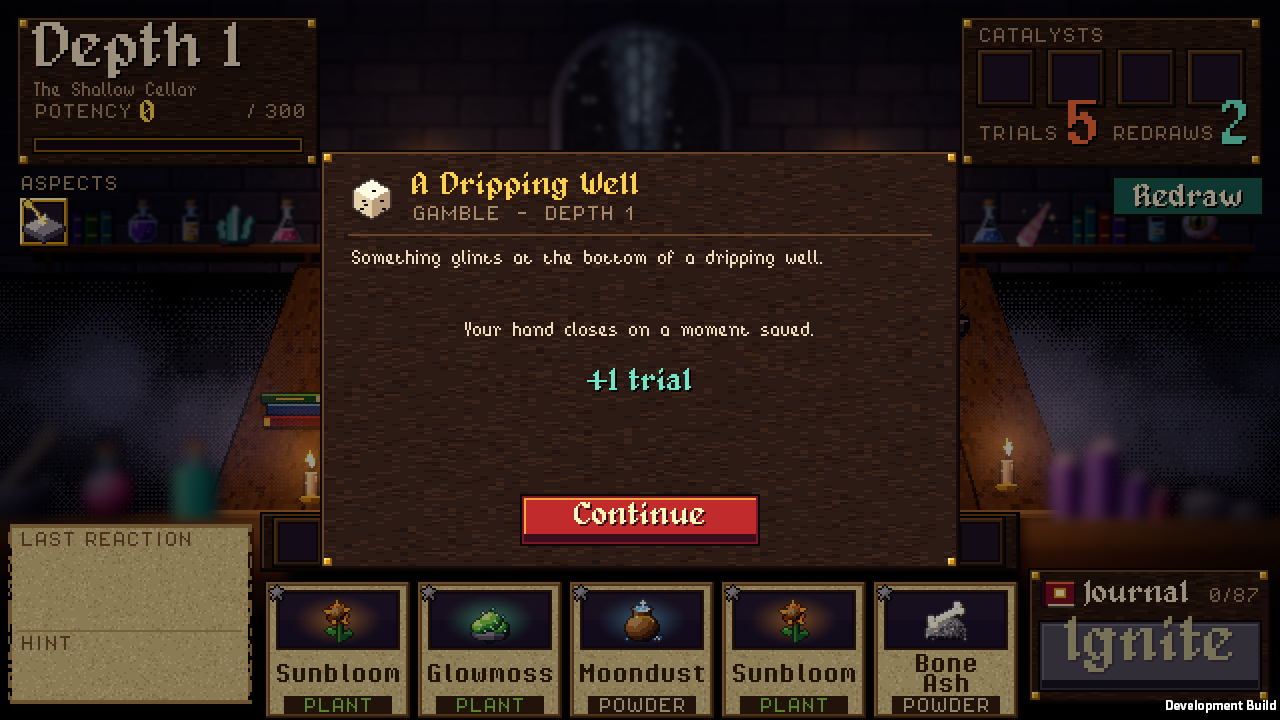 Depth 1
The Shallow Cellar
POTENCY 0 / 300
ASPECTS
CATALYSTS
TRIALS 5 REDRAWS 2
Redraw
A Dripping Well
GAMBLE - DEPTH 1
Something glints at the bottom of a dripping well.
Your hand closes on a moment saved.
+1 trial
Continue
LAST REACTION
HINT
Sunbloom
PLANT
Glowmoss
PLANT
Moondust
POWDER
Sunbloom
PLANT
Bone
Ash
POWDER
Journal 0/87
Ignite
Development Build